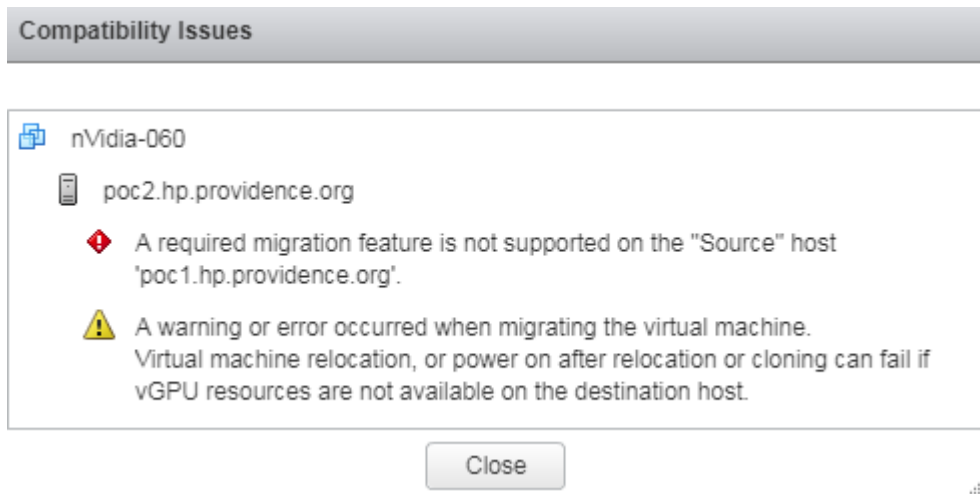 Compatibility Issues
nVidia-060
poc2.hp.providence.org
A required migration feature is not supported on the "Source" host
'poc1.hp.providence.org'.
A warning or error occurred when migrating the virtual machine.
Virtual machine relocation, or power on after relocation or cloning can fail if
vGPU resources are not available on the destination host.
Close